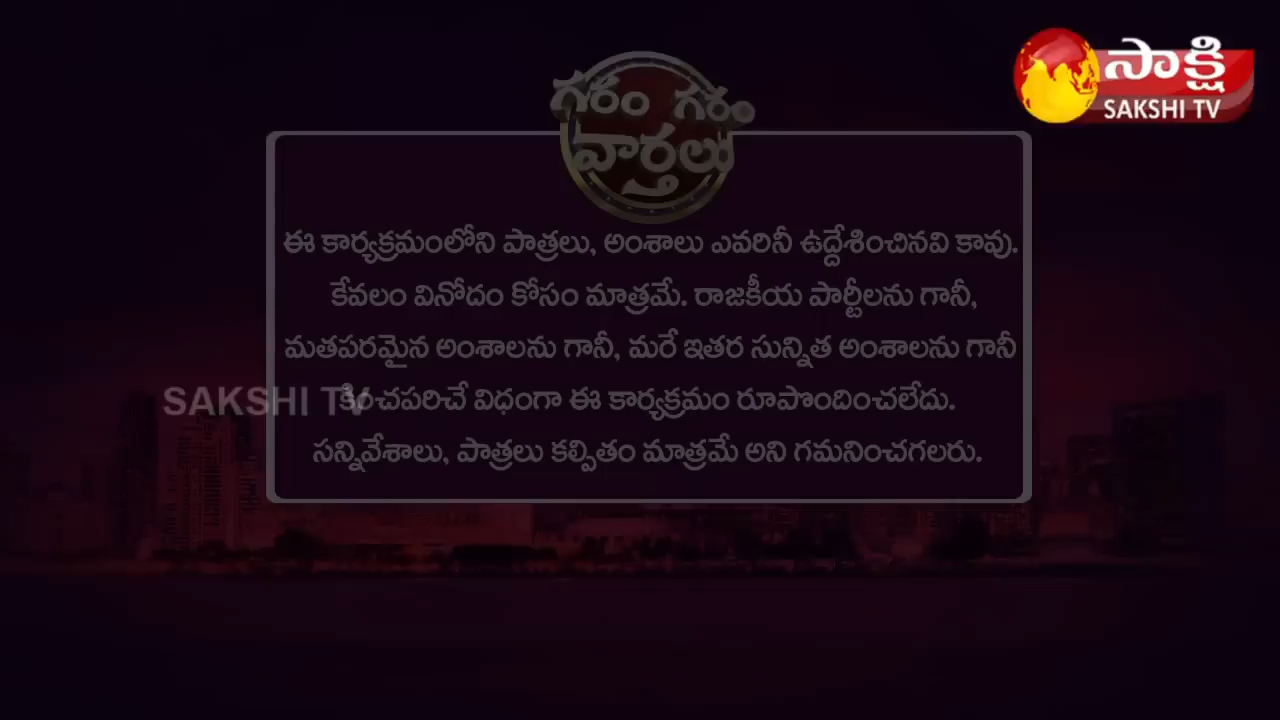 సాక్షి
SAKSHI TV
గరం గరం
వార్తలు
ఈ కార్యక్రమంలోని పాత్రలు, అంశాలు ఎవరినీ ఉద్దేశించినవి కావు.
కేవలం వినోదం కోసం మాత్రమే. రాజకీయ పార్టీలను గానీ,
మతపరమైన అంశాలను గానీ, మరే ఇతర సున్నిత అంశాలను గానీ
SAKSHI TV
కించపరిచే విధంగా ఈ కార్యక్రమం రూపొందించలేదు.
సన్నివేశాలు, పాత్రలు కల్పితం మాత్రమే అని గమనించగలరు.